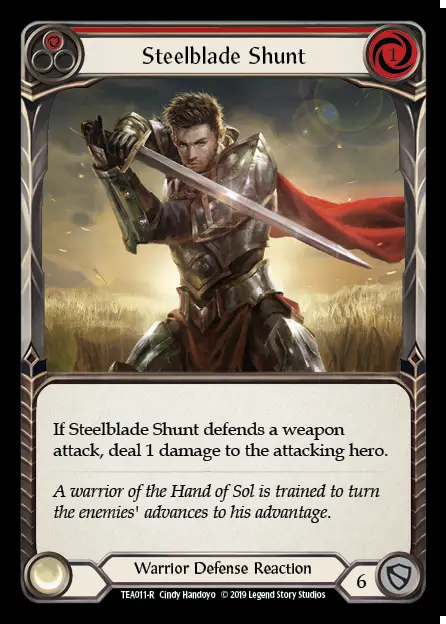 Steelblade Shunt
1
If Steelblade Shunt defends a weapon
attack, deal 1 damage to the attacking hero.
A warrior of the Hand of Sol is trained to turn
the enemies' advances to his advantage.
Warrior Defense Reaction
6
TEA011-R Cindy Handoyo © 2019 Legend Story Studios